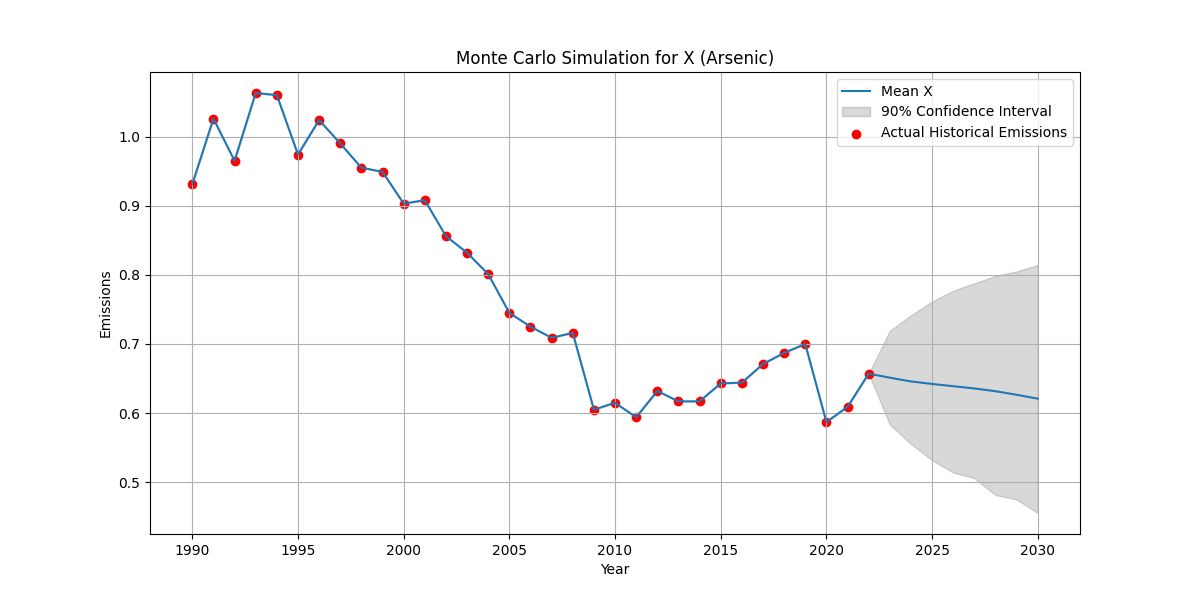 Monte Carlo Simulation for X (Arsenic)
Mean X
90% Confidence Interval
Actual Historical Emissions
Emissions
1.0
0.9
0.8
0.7
0.6
0.5
1990 1995 2000 2005 2010 2015 2020 2025 2030
Year